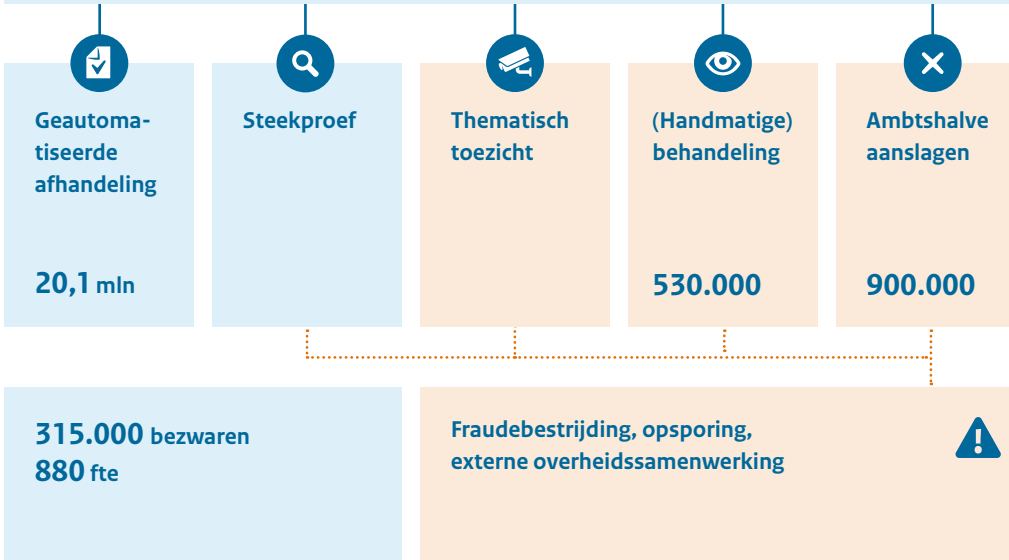 Geautoma-
tiseerde
afhandeling
20,1 mln
Steekproef
Thematisch
toezicht
(Handmatige)
behandeling
530.000
Ambtshalve
aanslagen
900.000
315.000 bezwaren
880 fte
Fraudebestrijding, opsporing,
externe overheidssamenwerking